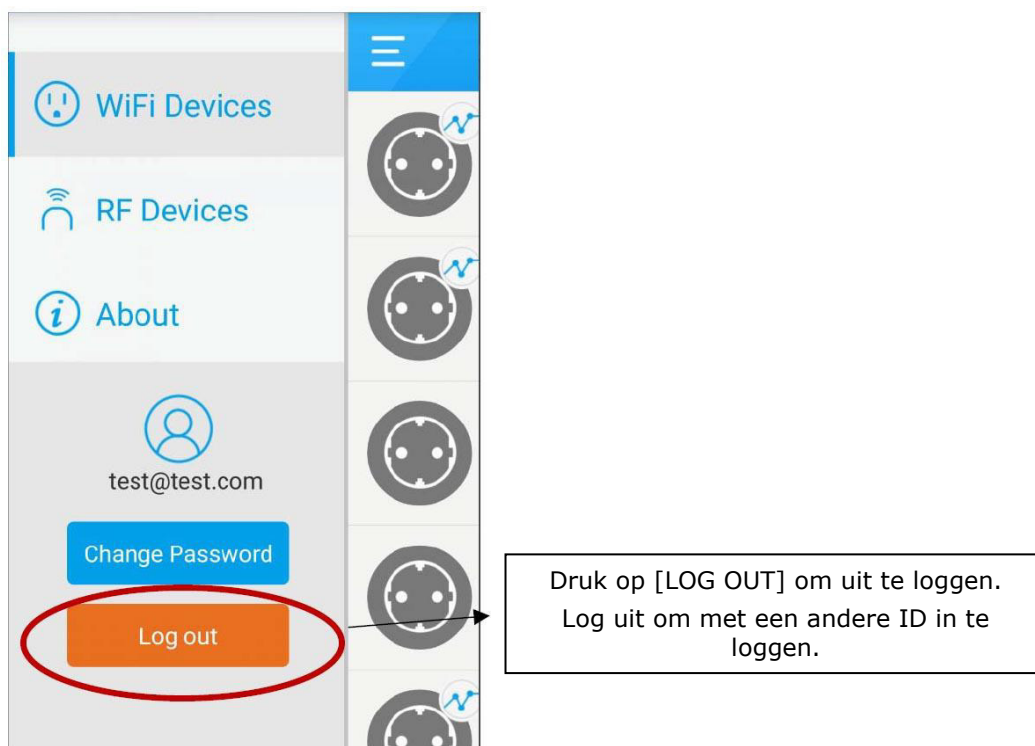 WiFi Devices
RF Devices
About
test@test.com
Change Password
Log out
Druk op [LOG OUT] om uit te loggen.
Log uit om met een andere ID in te
loggen.